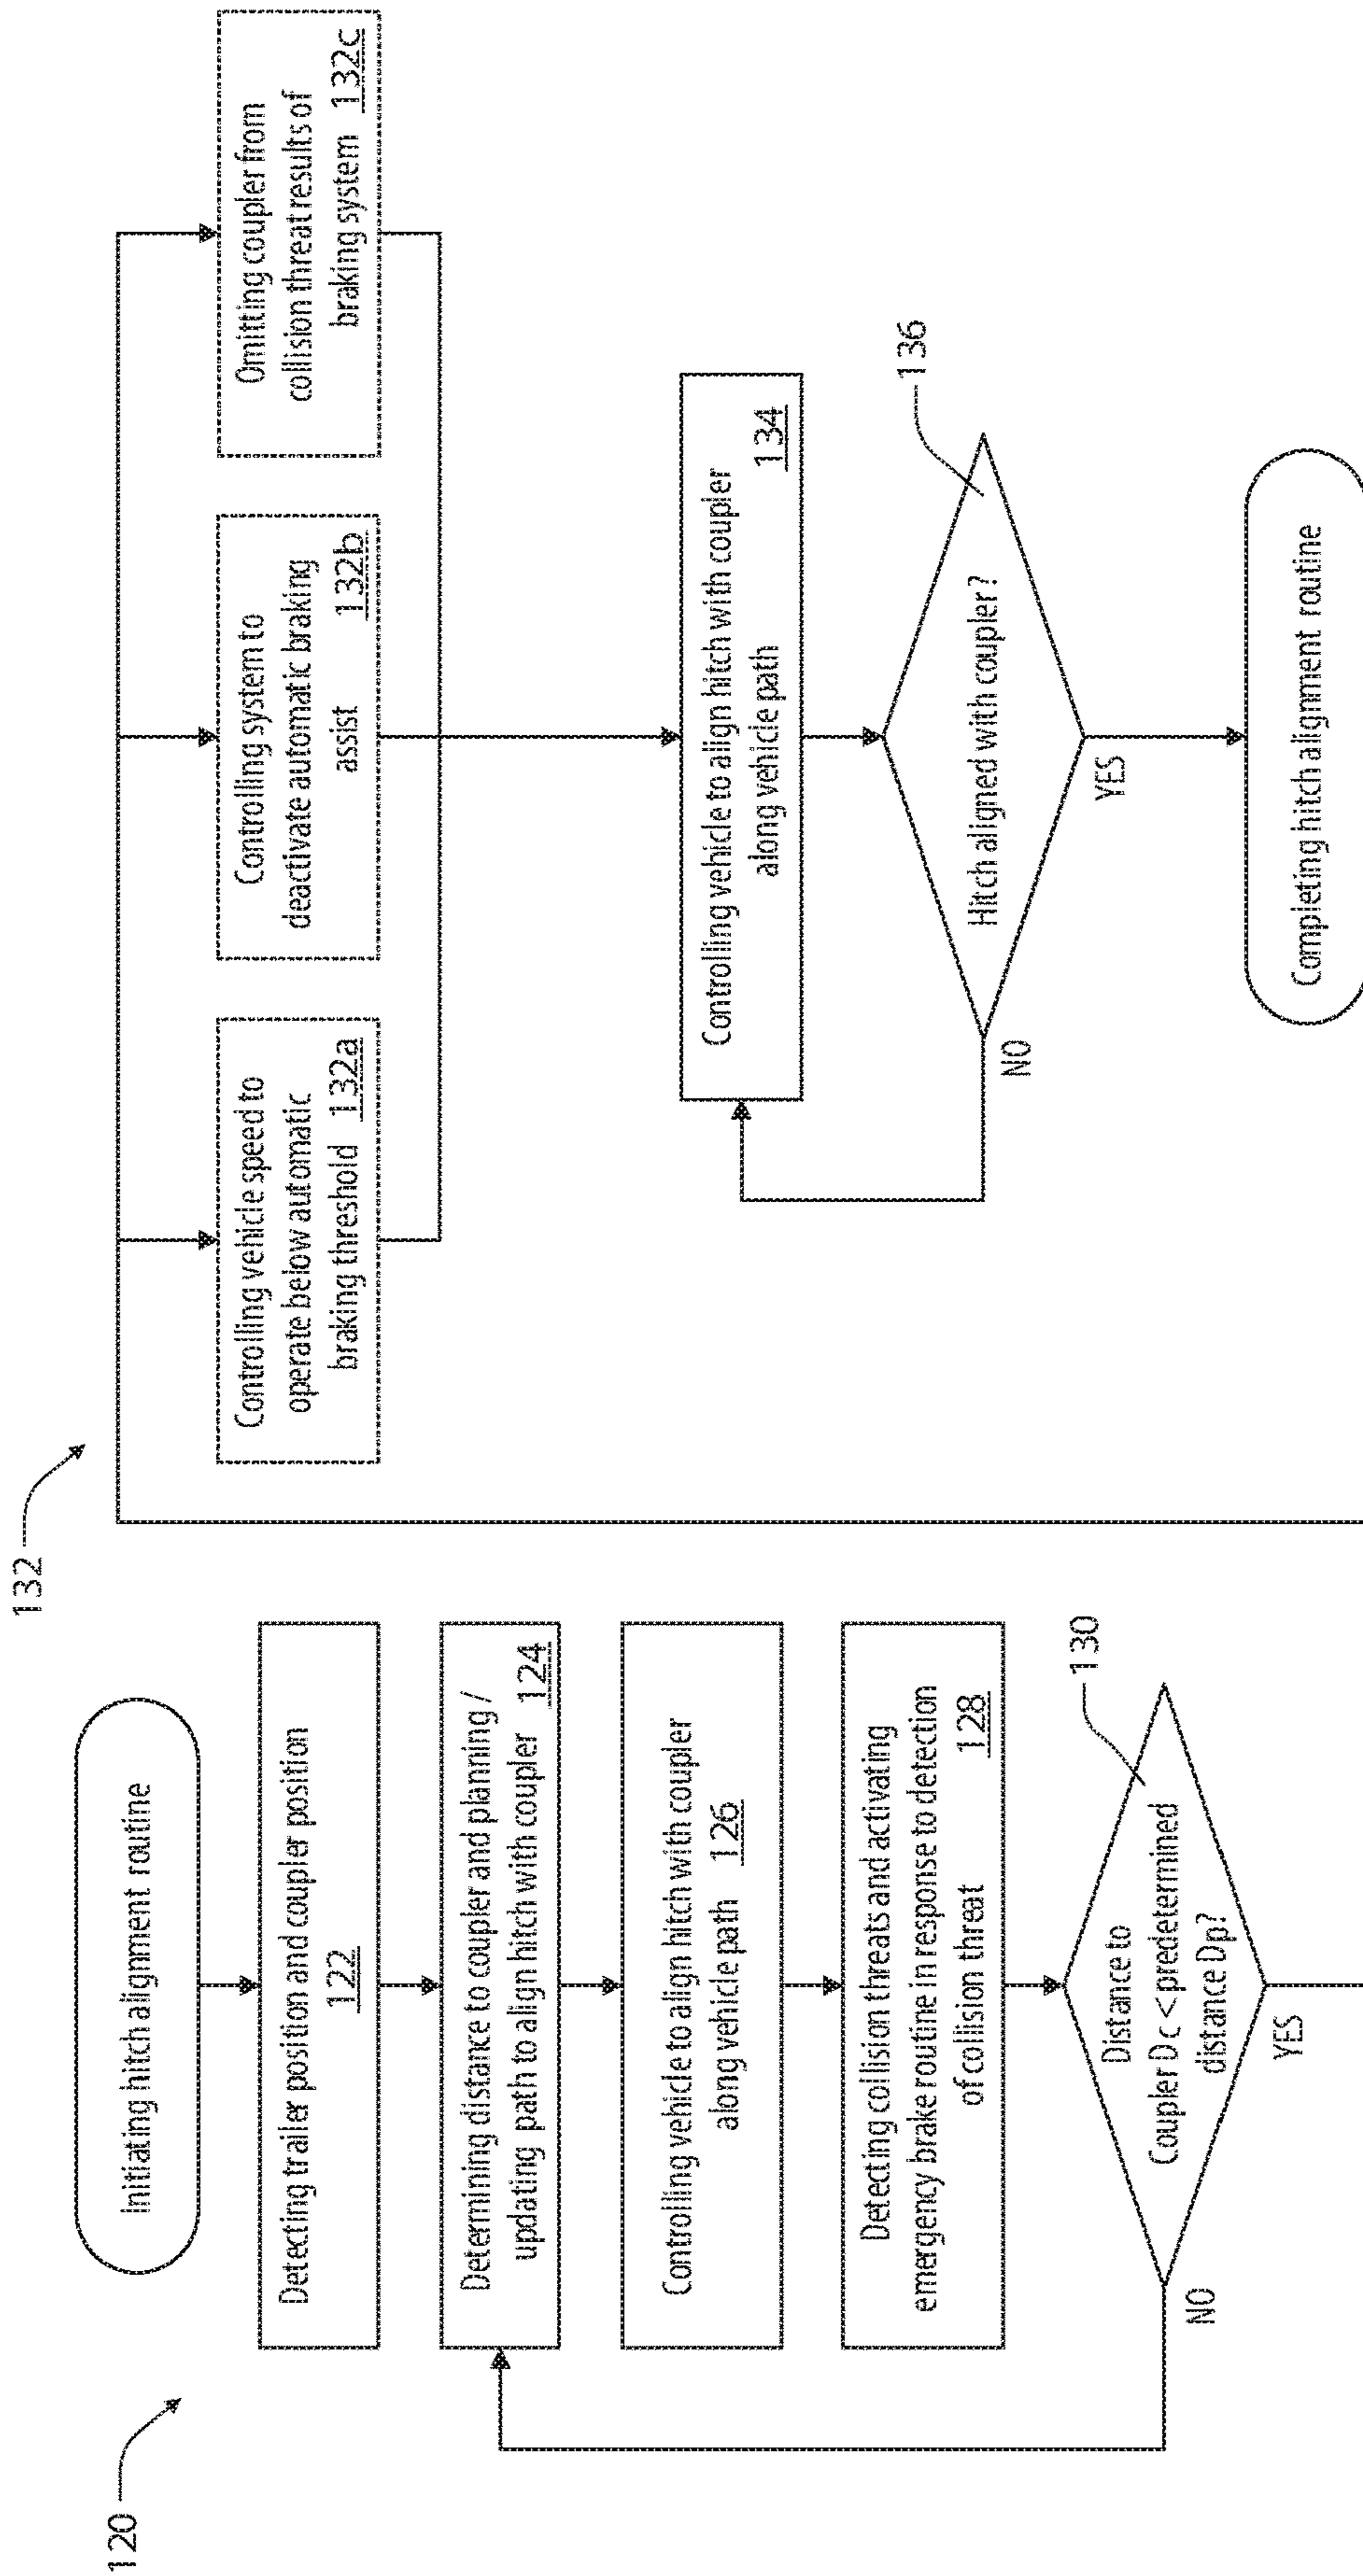 120
Initiating hitch alignment routine
Detecting trailer position and coupler position
122
Determining distance to coupler and planning /
updating path to align hitch with coupler 124
Controlling vehicle to align hitch with coupler
along vehicle path 126
Detecting collision threats and activating
emergency brake routine in response to detection
of collision threat 128
130
Distance to
Coupler Dc < predetermined
distance Dp?
NO
YES
132
Controlling vehicle speed to
operate below automatic
braking threshold 132a
Controlling system to
deactivate automatic braking
assist 132b
Omitting coupler from
collision threat results of
braking system 132c
Controlling vehicle to align hitch with coupler
along vehicle path 134
136
Hitch aligned with coupler?
NO
YES
Completing hitch alignment routine